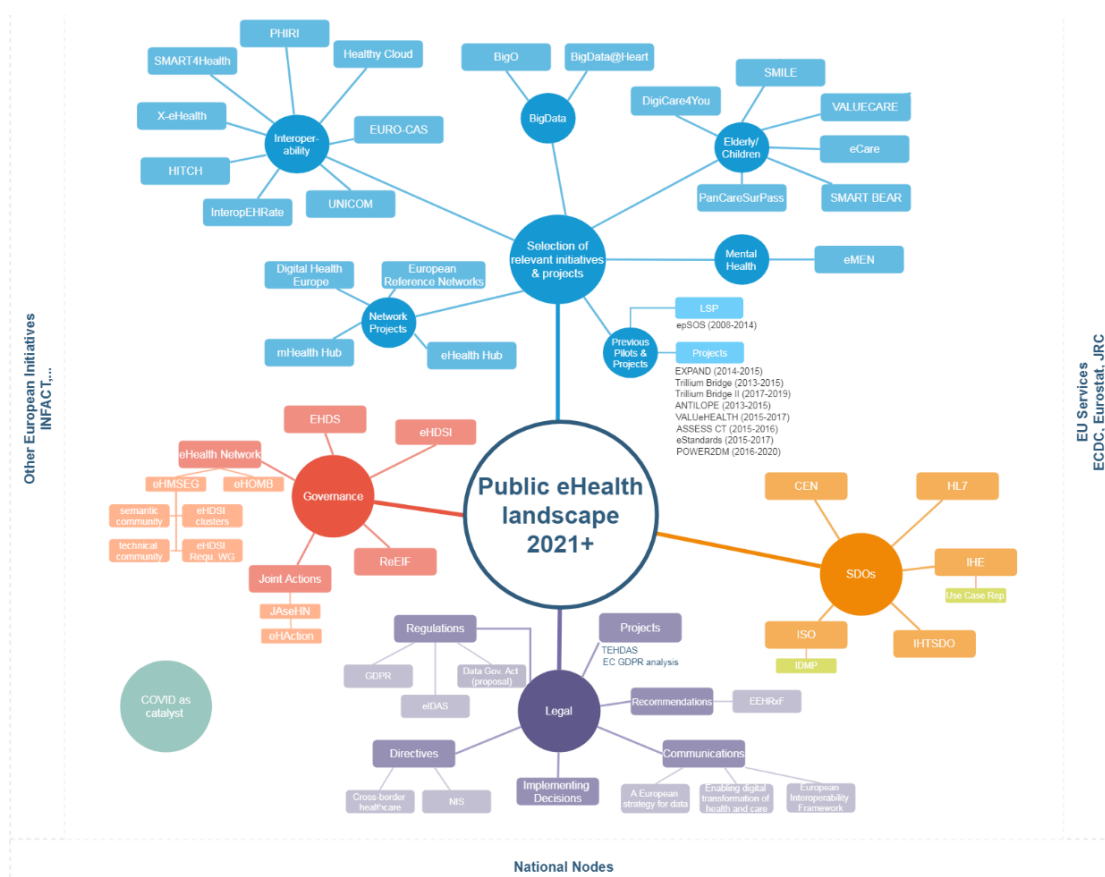 PHIRI
SMART4Health
Healthy Cloud
X-eHealth
Interoper-
ability
EURO-CAS
HITCH
InteropEHRate
UNICOM
BigO
BigData@Heart
BigData
SMILE
DigiCare4You
VALUECARE
Elderly/
Children
eCare
PanCareSurPass
SMART BEAR
Selection of
relevant initiatives
& projects
Mental
Health
eMEN
Digital Health
Europe
European
Reference Networks
Network
Projects
mHealth Hub
eHealth Hub
Previous
Pilots &
Projects
LSP
epSOS (2008-2014)
Projects
EXPAND (2014-2015)
Trillium Bridge (2013-2015)
Trillium Bridge II (2017-2019)
ANTILOPE (2013-2015)
VALUeHEALTH (2015-2017)
ASSESS CT (2015-2016)
eStandards (2015-2017)
POWER2DM (2016-2020)
Other European Initiatives
INFACT,...
EU Services
ECDC, Eurostat, JRC
Public eHealth
landscape
2021+
EHDS
eHDSI
eHealth Network
eHMSEG
eHOMB
Governance
semantic
community
eHDSI
clusters
technical
community
eHDSI
Requ. WG
ReEIF
Joint Actions
JAseHN
eHAction
CEN
HL7
SDOs
IHE
Use Case Rep.
ISO
IDMP
IHTSDO
COVID as
catalyst
Regulations
GDPR
eIDAS
Data Gov. Act
(proposal)
Projects
TEHDAS
EC GDPR analysis
Legal
Recommendations
EEHRxF
Directives
Cross-border
healthcare
NIS
Implementing
Decisions
Communications
A European
strategy for data
Enabling digital
transformation of
health and care
European
Interoperability
Framework
National Nodes